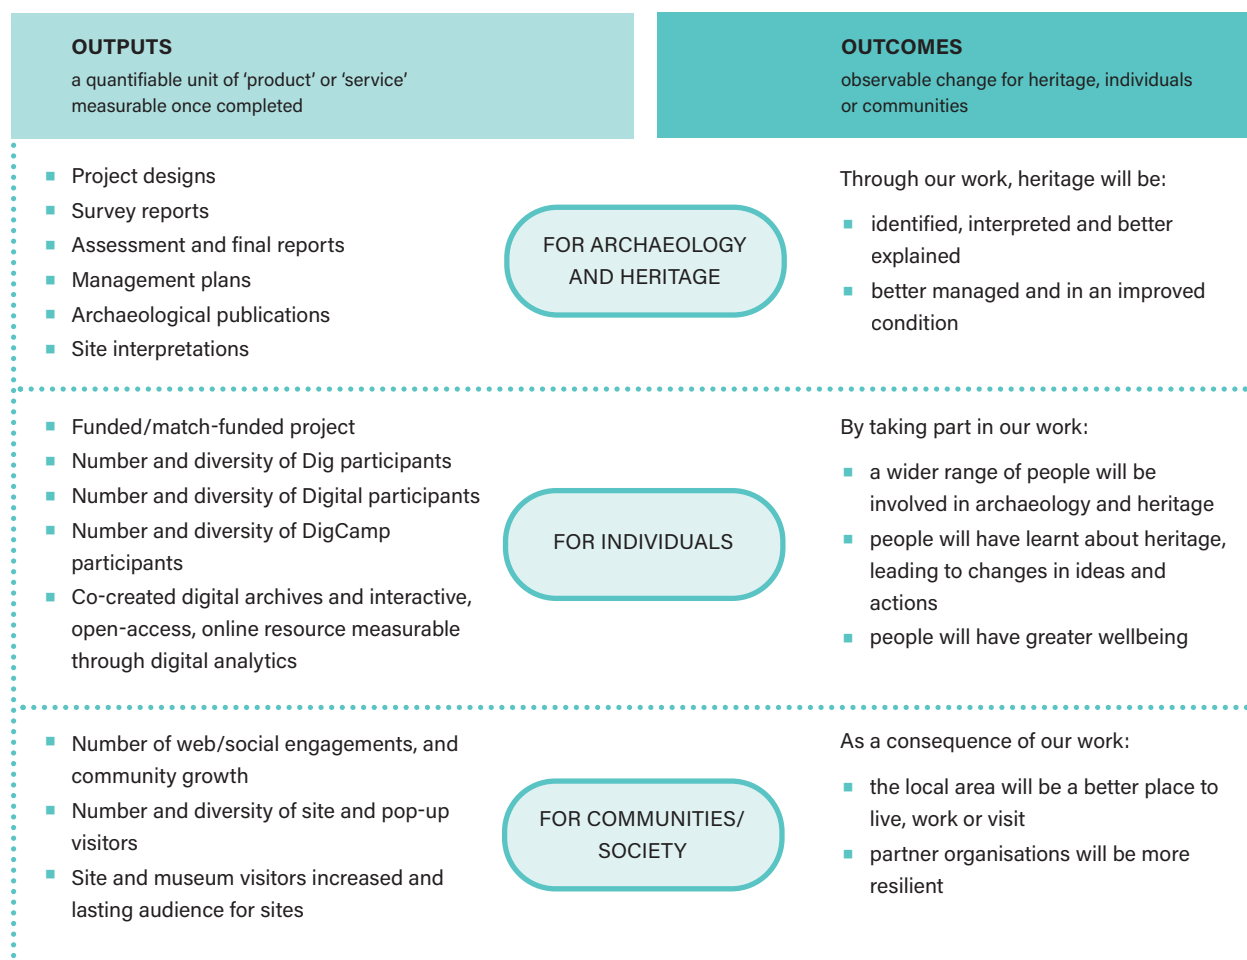 OUTPUTS
a quantifiable unit of ‘product’ or ‘service’
measurable once completed
OUTCOMES
observable change for heritage, individuals
or communities
Project designs
Survey reports
Assessment and final reports
Management plans
Archaeological publications
Site interpretations
FOR ARCHAEOLOGY
AND HERITAGE
Through our work, heritage will be:
identified, interpreted and better
explained
better managed and in an improved
condition
Funded/match-funded project
Number and diversity of Dig participants
Number and diversity of Digital participants
Number and diversity of DigCamp
participants
Co-created digital archives and interactive,
open-access, online resource measurable
through digital analytics
FOR INDIVIDUALS
By taking part in our work:
a wider range of people will be
involved in archaeology and heritage
people will have learnt about heritage,
leading to changes in ideas and
actions
people will have greater wellbeing
Number of web/social engagements, and
community growth
Number and diversity of site and pop-up
visitors
Site and museum visitors increased and
lasting audience for sites
FOR COMMUNITIES/
SOCIETY
As a consequence of our work:
the local area will be a better place to
live, work or visit
partner organisations will be more
resilient